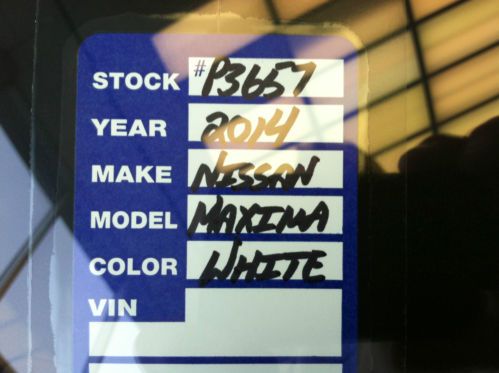 STOCK #P3657
YEAR 2014
MAKE NISSAN
MODEL MAXIMA
COLOR WHITE
VIN